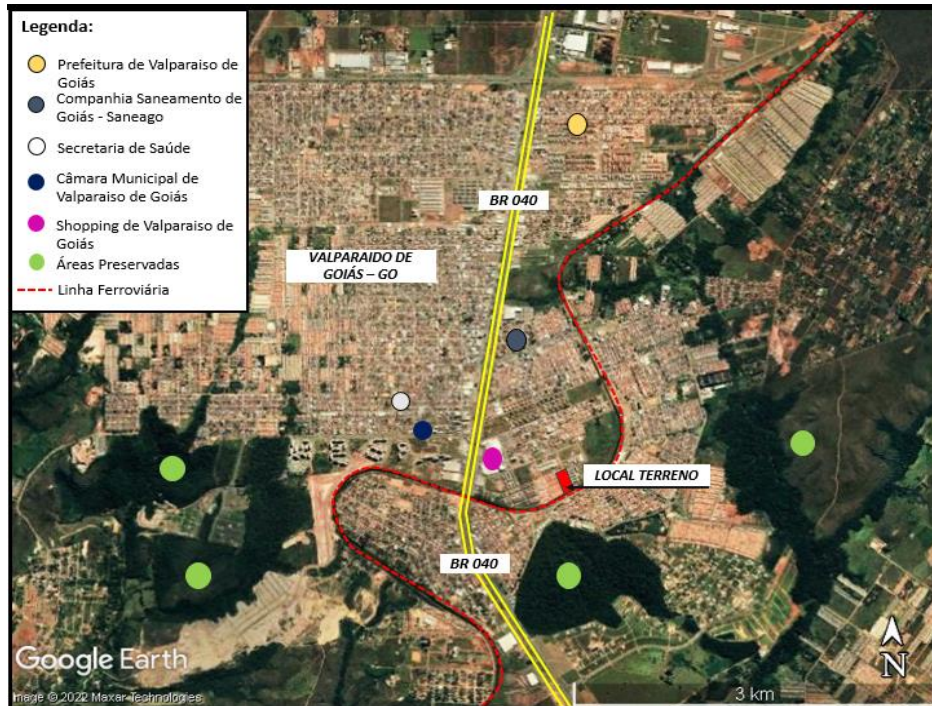 Legenda:
Prefeitura de Valparaiso de
Goiás
Companhia Saneamento de
Goiás - Saneago
Secretaria de Saúde
Câmara Municipal de
Valparaiso de Goiás
Shopping de Valparaiso de
Goiás
Áreas Preservadas
Linha Ferroviária
BR 040
VALPARAIDO DE
GOIÁS – GO
LOCAL TERRENO
BR 040
N
Google Earth
Image © 2022 Maxar Technologies
3 km